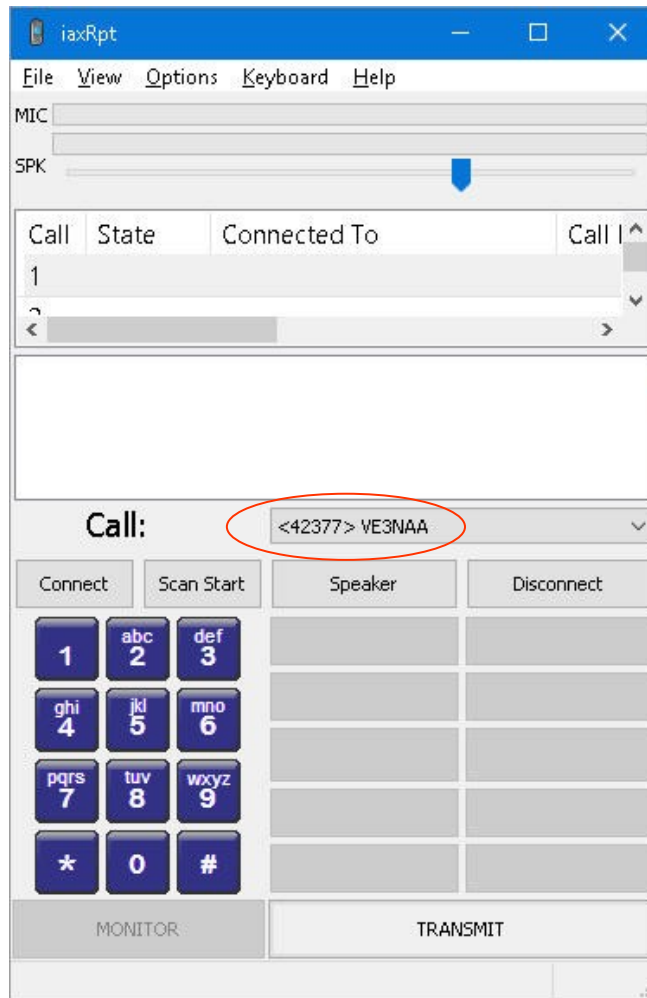 iaxRpt
File View Options Keyboard Help
MIC
SPK
Call State Connected To Call
1
Call: <42377> VE3NAA
Connect Scan Start Speaker Disconnect
1 abc 2 def 3
ghi 4 jkl 5 mno 6
pqrs 7 tuv 8 wxyz 9
* 0 #
MONITOR TRANSMIT